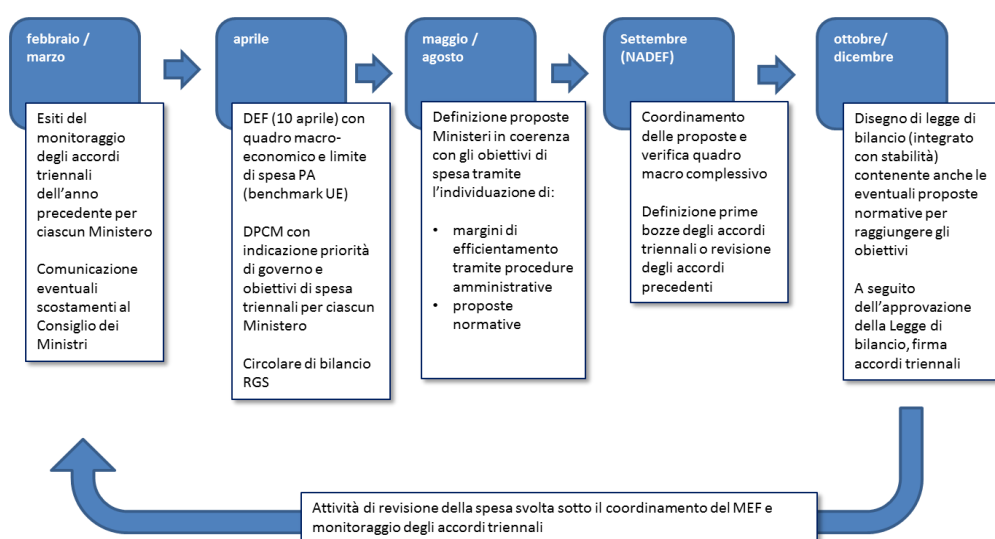 febbraio /
marzo
Esiti del
monitoraggio
degli accordi
triennali
dell'anno
precedente per
ciascun Ministero
Comunicazione
eventuali
scostamenti al
Consiglio dei
Ministri
aprile
DEF (10 aprile) con
quadro macro-
economico e limite
di spesa PA
(benchmark UE)
DPCM con
indicazione priorità
di governo e
obiettivi di spesa
triennali per ciascun
Ministero
Circolare di bilancio
RGS
maggio /
agosto
Definizione proposte
Ministeri in coerenza
con gli obiettivi di
spesa tramite
l'individuazione di:
• margini di
efficientamento
tramite procedure
amministrative
• proposte
normative
Settembre
(NADEF)
Coordinamento
delle proposte e
verifica quadro
macro complessivo
Definizione prime
bozze degli accordi
triennali o revisione
degli accordi
precedenti
ottobre/
dicembre
Disegno di legge di
bilancio (integrato
con stabilità)
contenente anche le
eventuali proposte
normative per
raggiungere gli
obiettivi
A seguito
dell'approvazione
della Legge di
bilancio, firma
accordi triennali
Attività di revisione della spesa svolta sotto il coordinamento del MEF e
monitoraggio degli accordi triennali